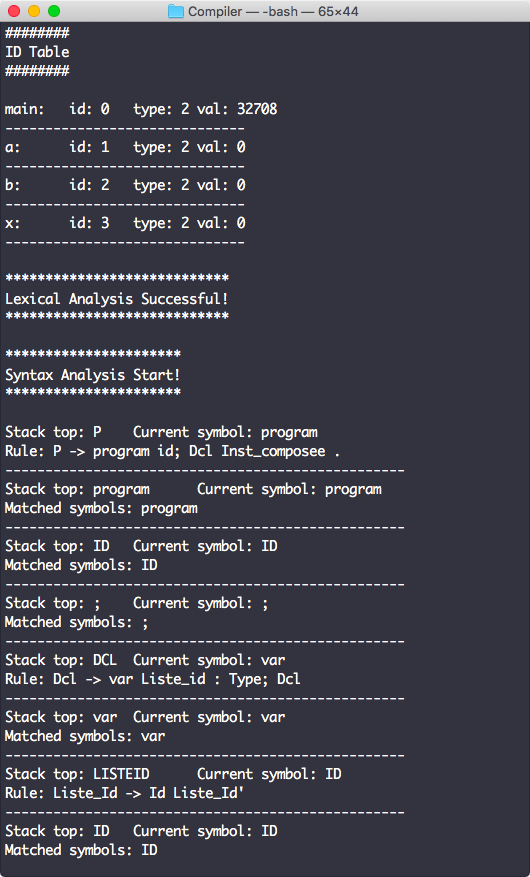 Compiler — -bash — 65×44
########
ID Table
########
main: id: 0 type: 2 val: 32708
------------------------------
a: id: 1 type: 2 val: 0
------------------------------
b: id: 2 type: 2 val: 0
------------------------------
x: id: 3 type: 2 val: 0
------------------------------
****************************
Lexical Analysis Successful!
****************************
**********************
Syntax Analysis Start!
**********************
Stack top: P Current symbol: program
Rule: P -> program id; Dcl Inst_composee .
--------------------------------------------------
Stack top: program Current symbol: program
Matched symbols: program
--------------------------------------------------
Stack top: ID Current symbol: ID
Matched symbols: ID
--------------------------------------------------
Stack top: ; Current symbol: ;
Matched symbols: ;
--------------------------------------------------
Stack top: DCL Current symbol: var
Rule: Dcl -> var Liste_id : Type; Dcl
--------------------------------------------------
Stack top: var Current symbol: var
Matched symbols: var
--------------------------------------------------
Stack top: LISTEID Current symbol: ID
Rule: Liste_Id -> Id Liste_Id'
--------------------------------------------------
Stack top: ID Current symbol: ID
Matched symbols: ID